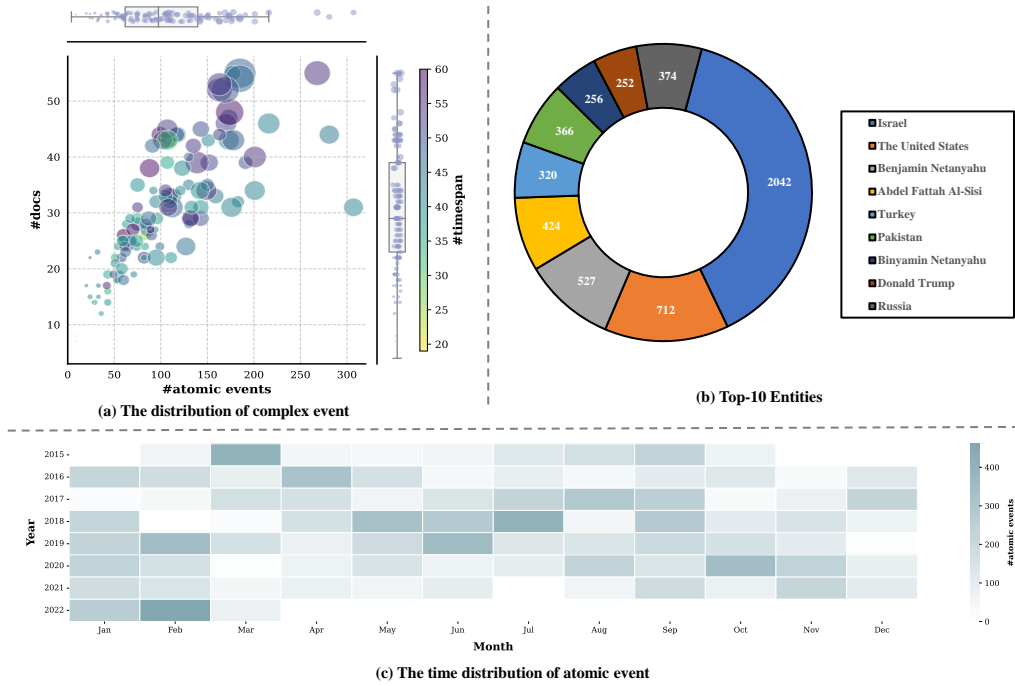 50
40
30
20
10
#docs
0
50
100
150
200
250
300
#atomic events
60
55
50
45
40
35
30
25
20
#timespan
(a) The distribution of complex event
374
252
256
366
320
424
527
712
2042
Israel
The United States
Benjamin Netanyahu
Abdel Fattah Al-Sisi
Turkey
Pakistan
Binyamin Netanyahu
Donald Trump
Russia
(b) Top-10 Entities
2015
2016
2017
2018
2019
2020
2021
2022
Year
Jan
Feb
Mar
Apr
May
Jun
Jul
Aug
Sep
Oct
Nov
Dec
Month
400
300
200
100
0
#atomic events
(c) The time distribution of atomic event